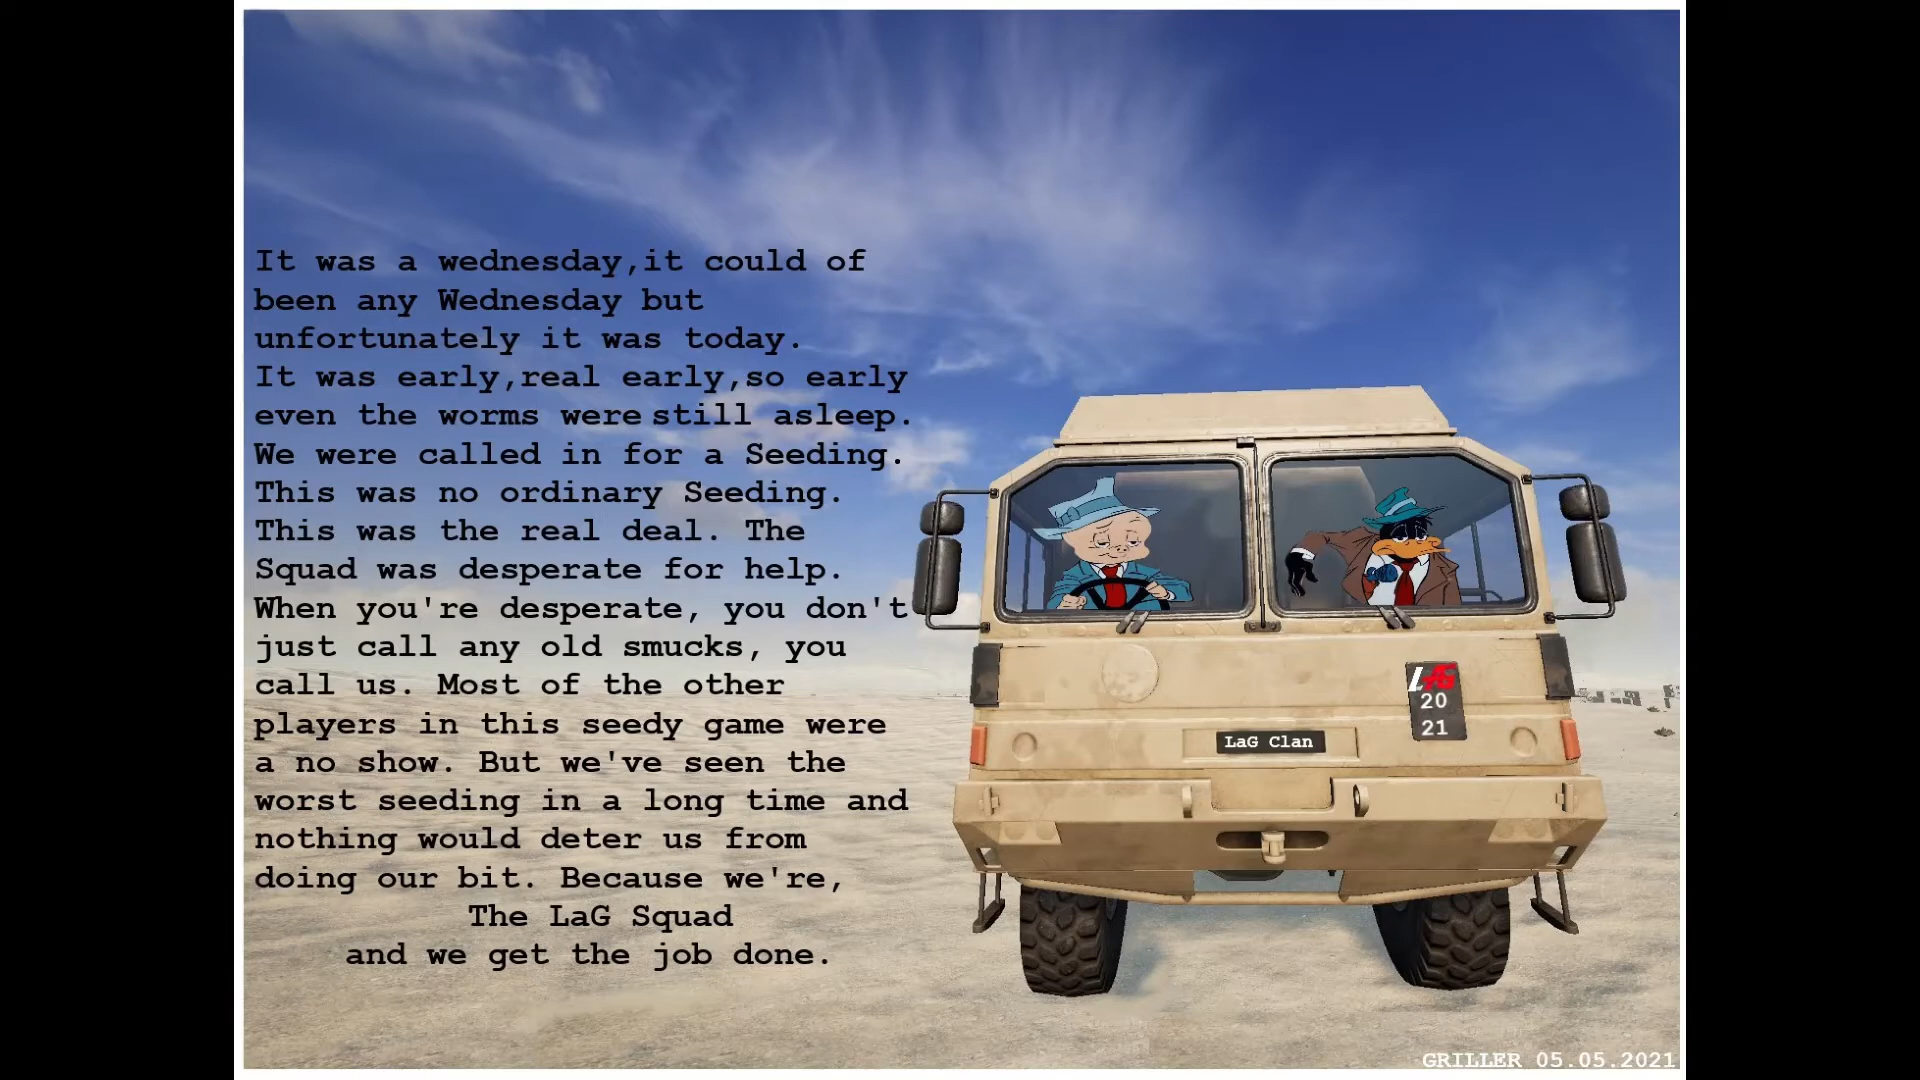 It was a wednesday,it could of
been any Wednesday but
unfortunately it was today.
It was early,real early,so early
even the worms were still asleep.
We were called in for a Seeding.
This was no ordinary Seeding.
This was the real deal. The
Squad was desperate for help.
When you're desperate, you don't
just call any old smucks, you
call us. Most of the other
players in this seedy game were
a no show. But we've seen the
worst seeding in a long time and
nothing would deter us from
doing our bit. Because we're,
The LaG Squad
and we get the job done.
LAG
20
21
LaG Clan
GRILLER 05.05.2021